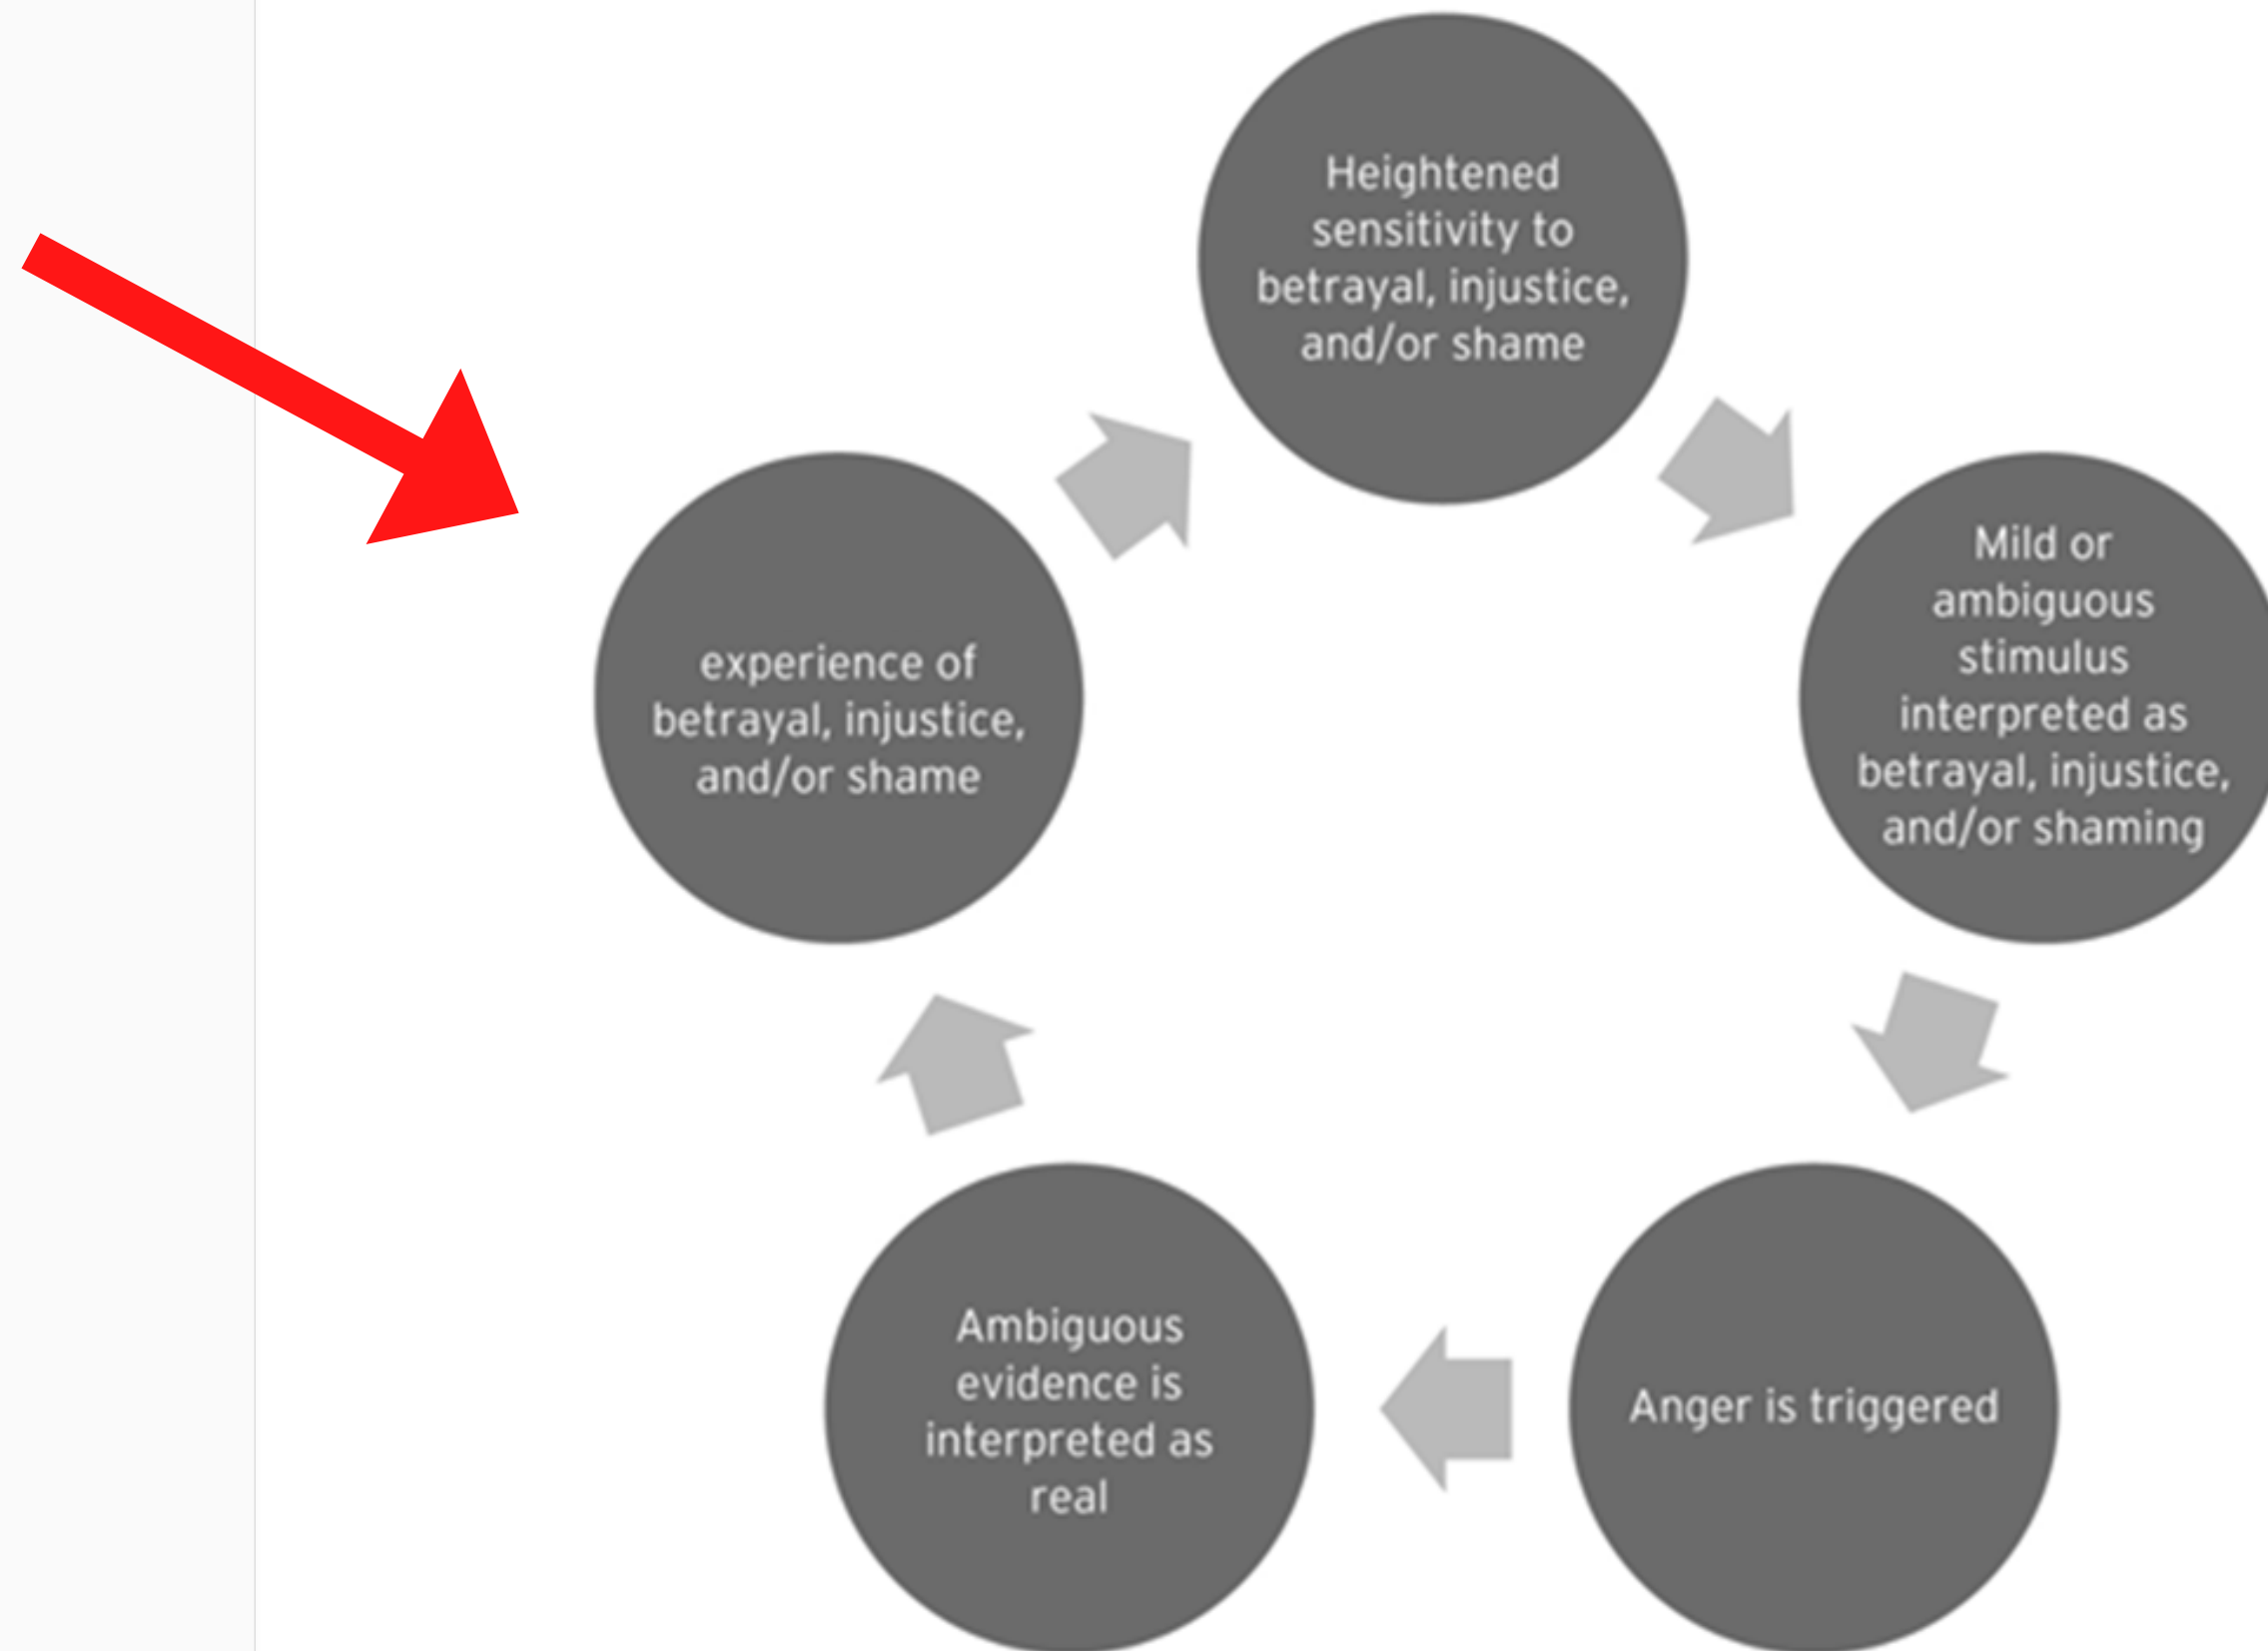 Heightened
sensitivity to
betrayal, injustice,
and/or shame
Mild or
ambiguous
stimulus
interpreted as
betrayal, injustice,
and/or shaming
Anger is triggered
Ambiguous
evidence is
interpreted as
real
experience of
betrayal, injustice,
and/or shame